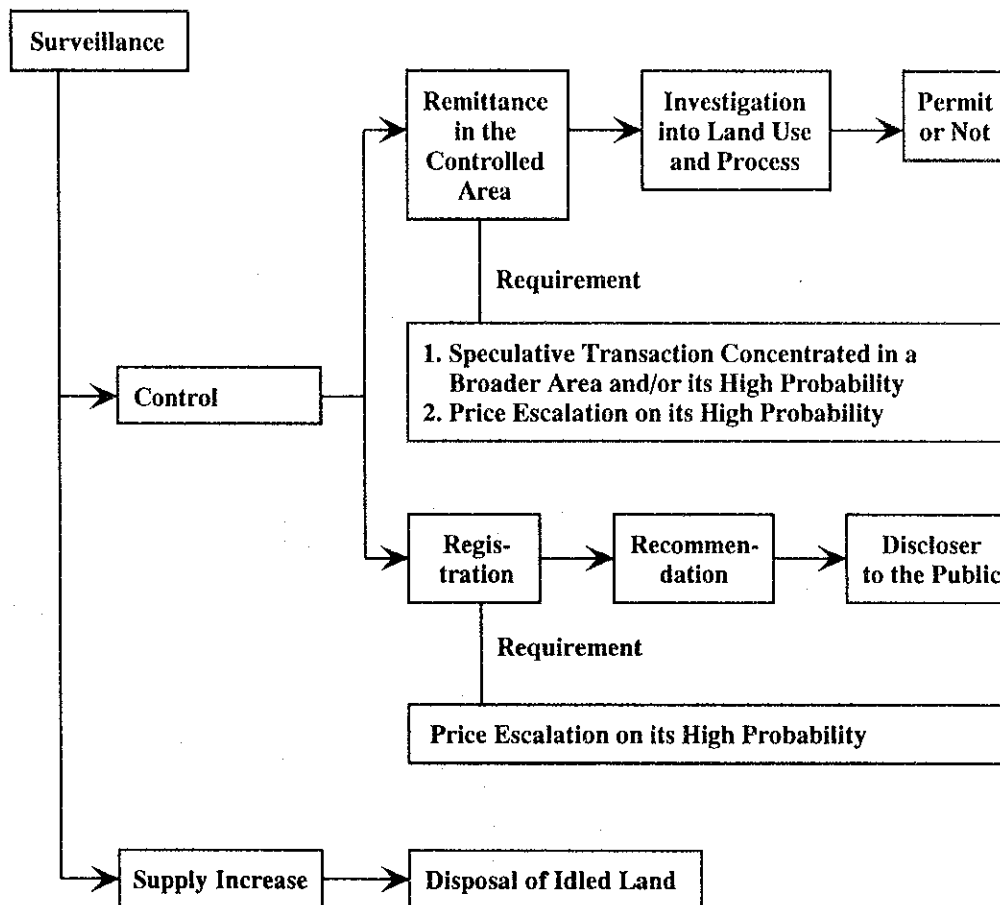 Surveillance
Remittance
in the
Controlled
Area
Investigation
into Land Use
and Process
Permit
or Not
Requirement
1. Speculative Transaction Concentrated in a
Broader Area and/or its High Probability
2. Price Escalation on its High Probability
Control
Regis-
tration
Recommen-
dation
Discloser
to the Public
Requirement
Price Escalation on its High Probability
Supply Increase
Disposal of Idled Land